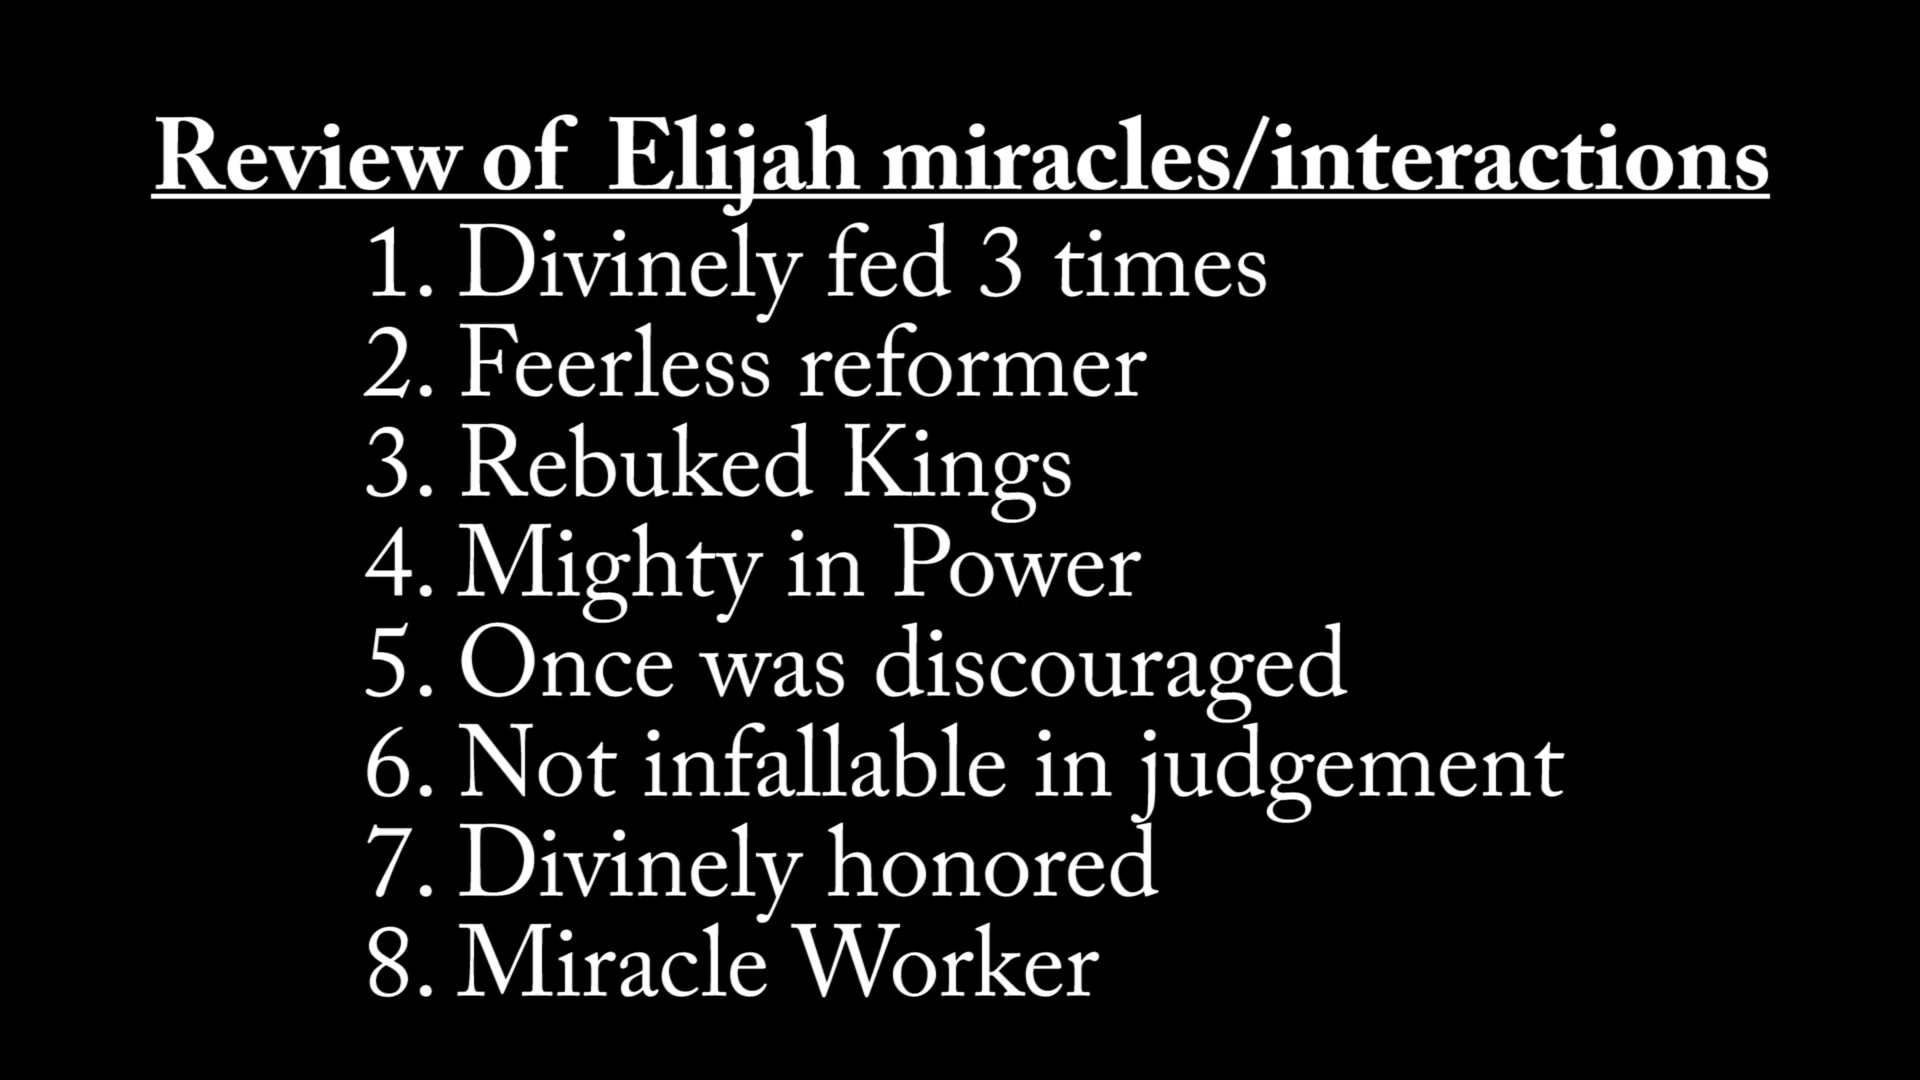 Review of Elijah miracles/interactions
1. Divinely fed 3 times
2. Feerless reformer
3. Rebuked Kings
4. Mighty in Power
5. Once was discouraged
6. Not infallable in judgement
7. Divinely honored
8. Miracle Worker